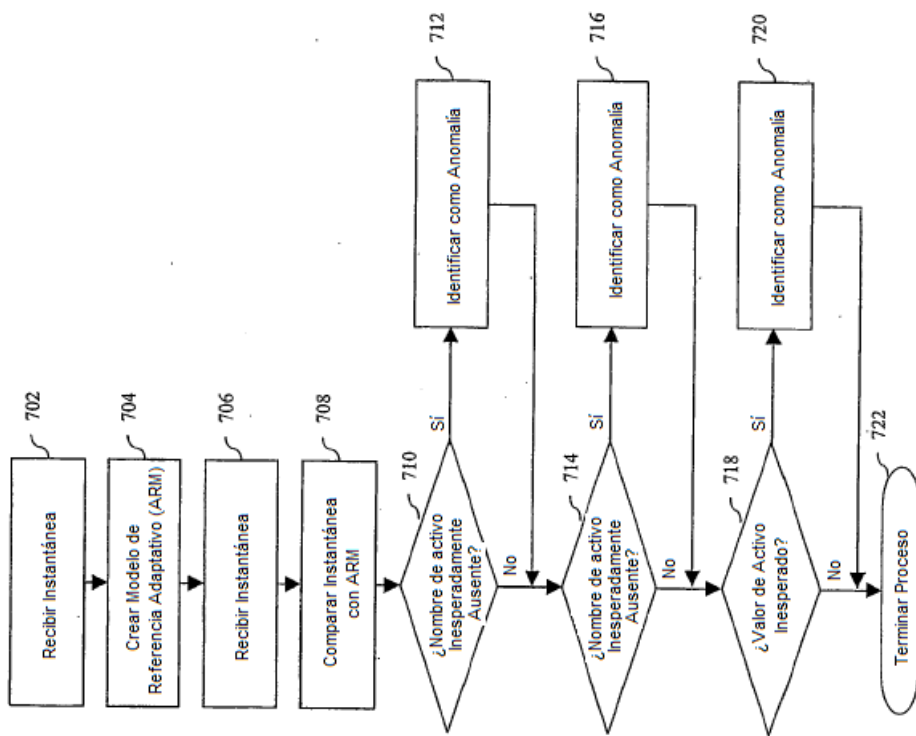 702
Recibir Instantánea
704
Crear Modelo de
Referencia Adaptativo (ARM)
706
Recibir Instantánea
708
Comparar Instantánea
con ARM
710
¿Nombre de activo
Inesperadamente
Ausente?
Sí
No
712
Identificar como Anomalía
714
¿Nombre de activo
Inesperadamente
Ausente?
Sí
No
716
Identificar como Anomalía
718
¿Valor de Activo
Inesperado?
Sí
No
720
Identificar como Anomalía
722
Terminar Proceso